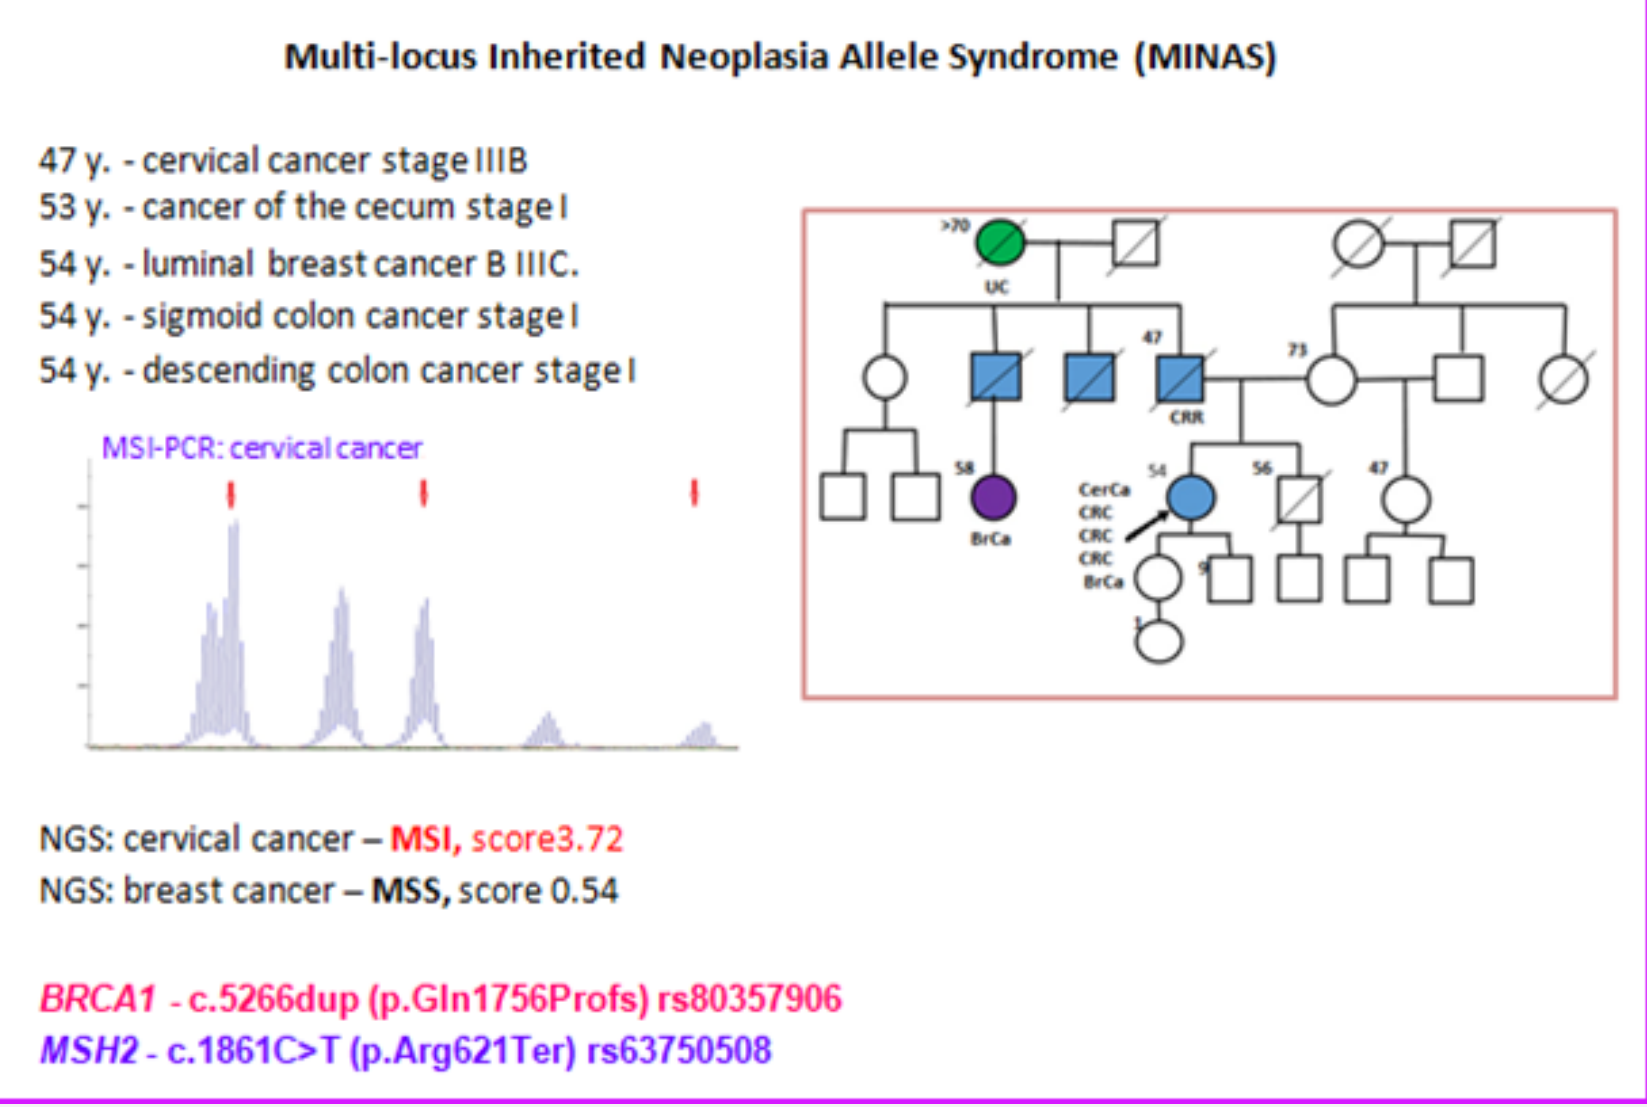 Multi-locus Inherited Neoplasia Allele Syndrome (MINAS)
47 y. - cervical cancer stage IIIB
53 y. - cancer of the cecum stage I
54 y. - luminal breast cancer B IIIC.
54 y. - sigmoid colon cancer stage I
54 y. - descending colon cancer stage I
MSI-PCR: cervical cancer
>70
UC
47
73
CRR
58
BrCa
54
56
47
CerCa
CRC
CRC
CRC
BrCa
9
1
NGS: cervical cancer – MSI, score3.72
NGS: breast cancer – MSS, score 0.54
BRCA1 - c.5266dup (p.Gln1756Profs) rs80357906
MSH2 - c.1861C>T (p.Arg621Ter) rs63750508